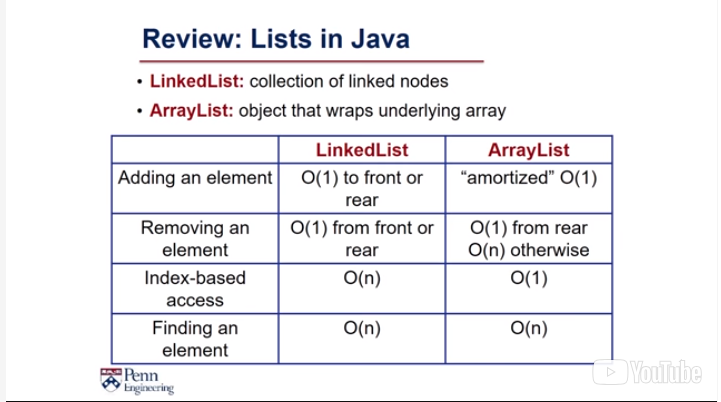 Review: Lists in Java
• LinkedList: collection of linked nodes
• ArrayList: object that wraps underlying array
LinkedList ArrayList
Adding an element O(1) to front or rear "amortized" O(1)
Removing an element O(1) from front or rear O(1) from rear O(n) otherwise
Index-based access O(n) O(1)
Finding an element O(n) O(n)
Penn
Engineering
YouTube